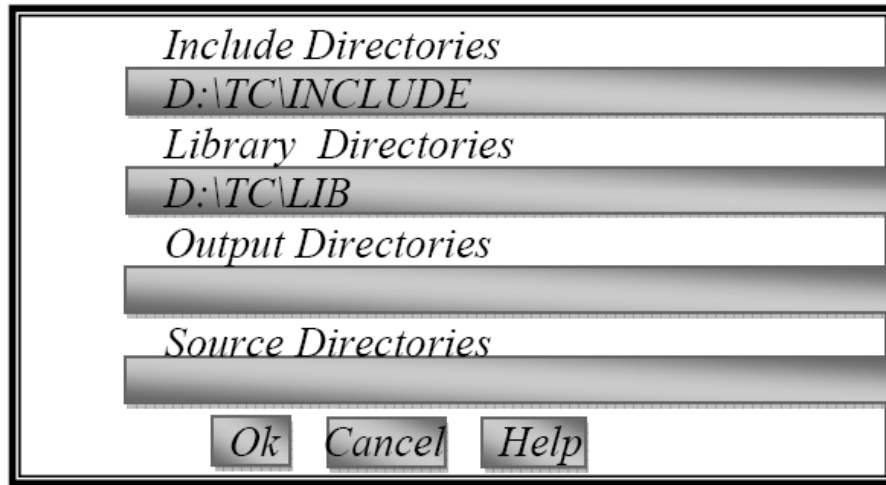 Include Directories
D:\TC\INCLUDE
Library Directories
D:\TC\LIB
Output Directories
Source Directories
Ok Cancel Help